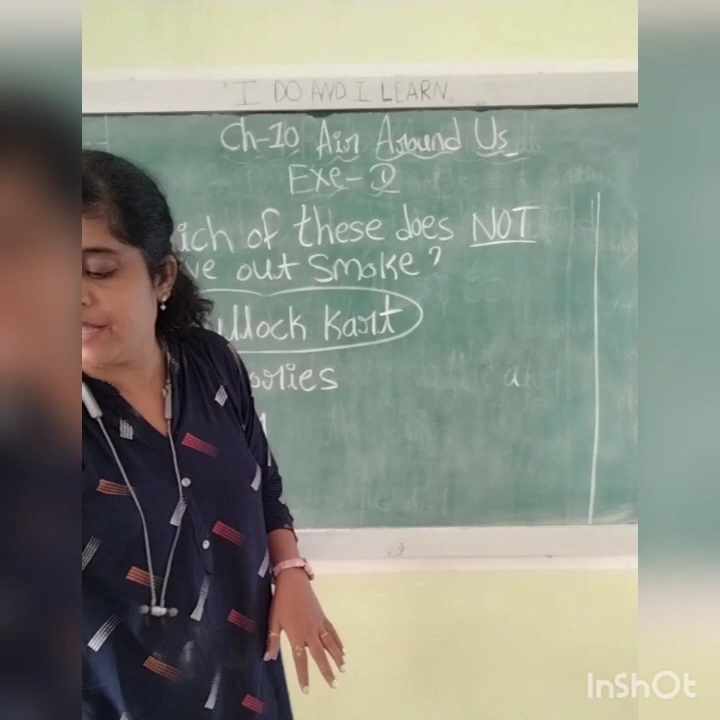 I DO AND I LEARN.
Ch-10 Air Around Us
Exe-D
ich of these does NOT
ve out Smoke?
ullock Kart
ories
InShOt